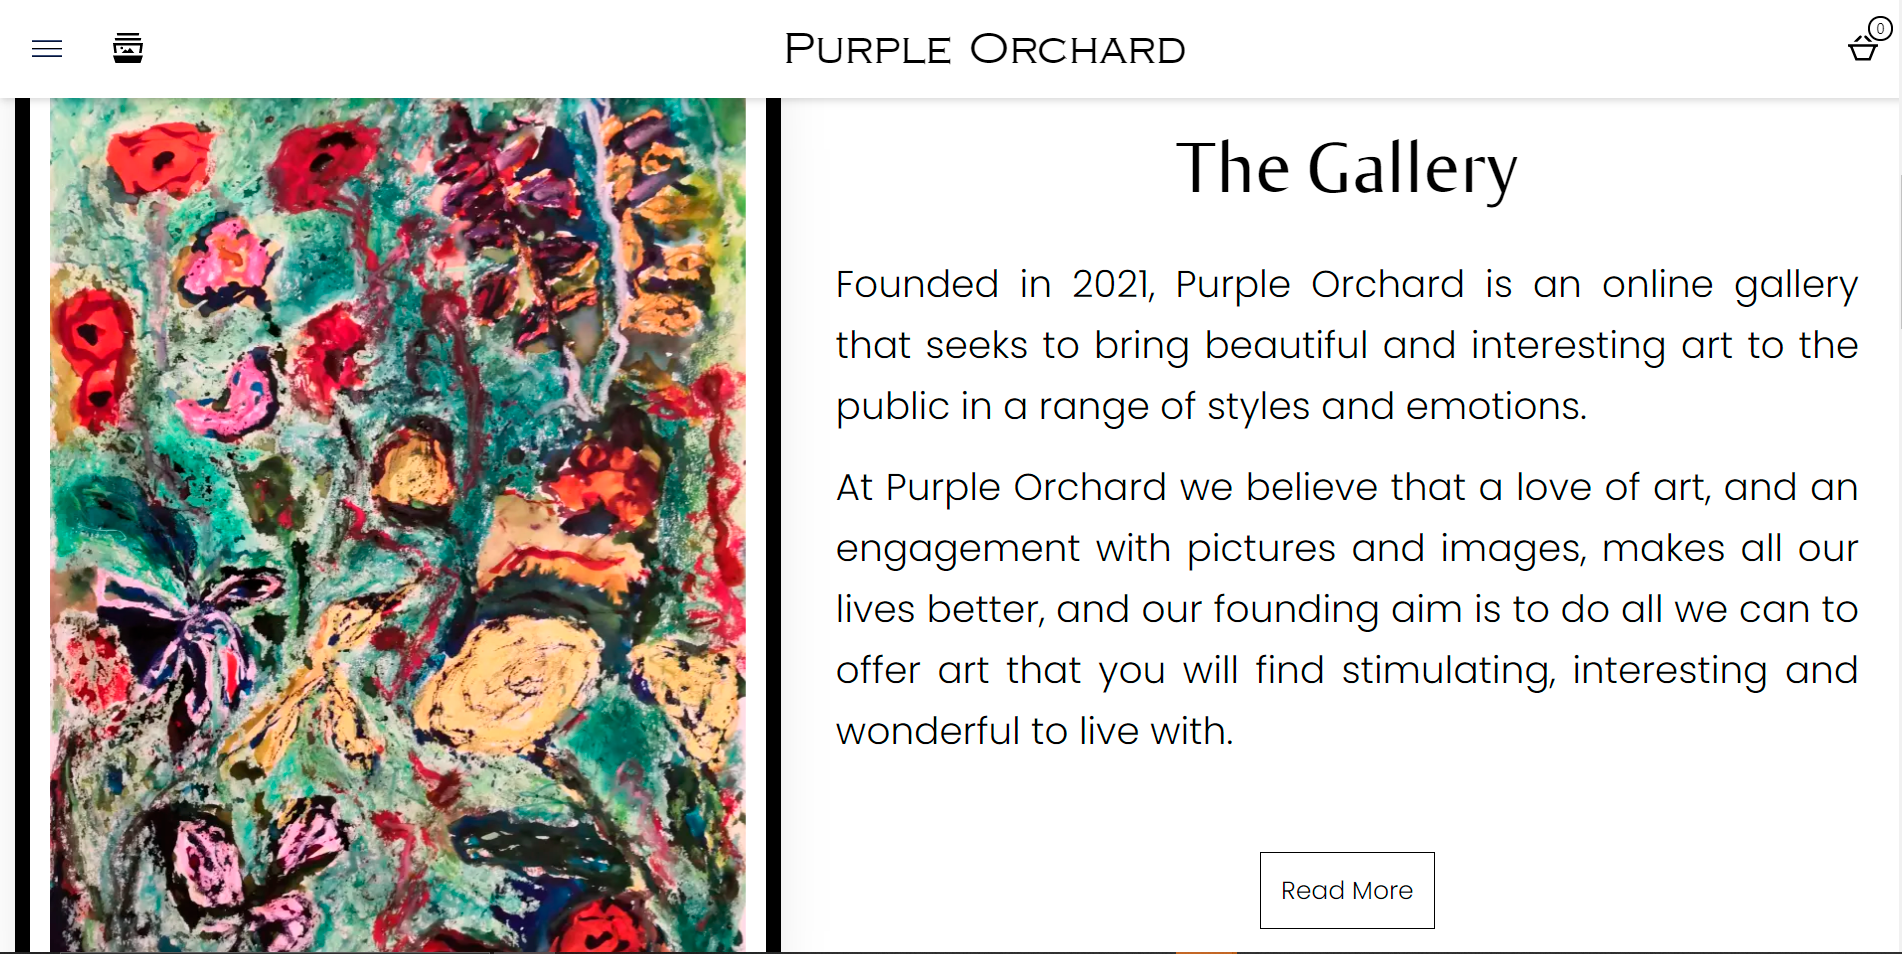 Purple Orchard
0
The Gallery
Founded in 2021, Purple Orchard is an online gallery
that seeks to bring beautiful and interesting art to the
public in a range of styles and emotions.
At Purple Orchard we believe that a love of art, and an
engagement with pictures and images, makes all our
lives better, and our founding aim is to do all we can to
offer art that you will find stimulating, interesting and
wonderful to live with.
Read More